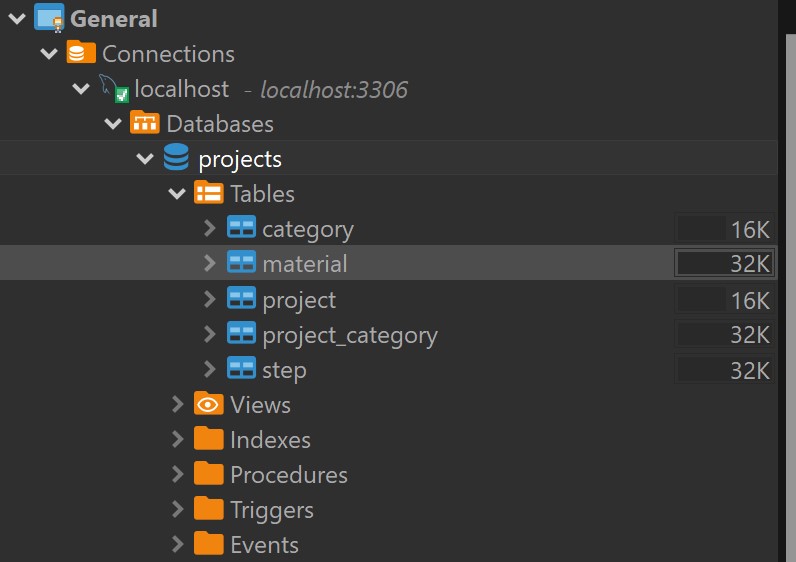 General
Connections
localhost - localhost:3306
Databases
projects
Tables
category 16K
material 32K
project 16K
project_category 32K
step 32K
Views
Indexes
Procedures
Triggers
Events